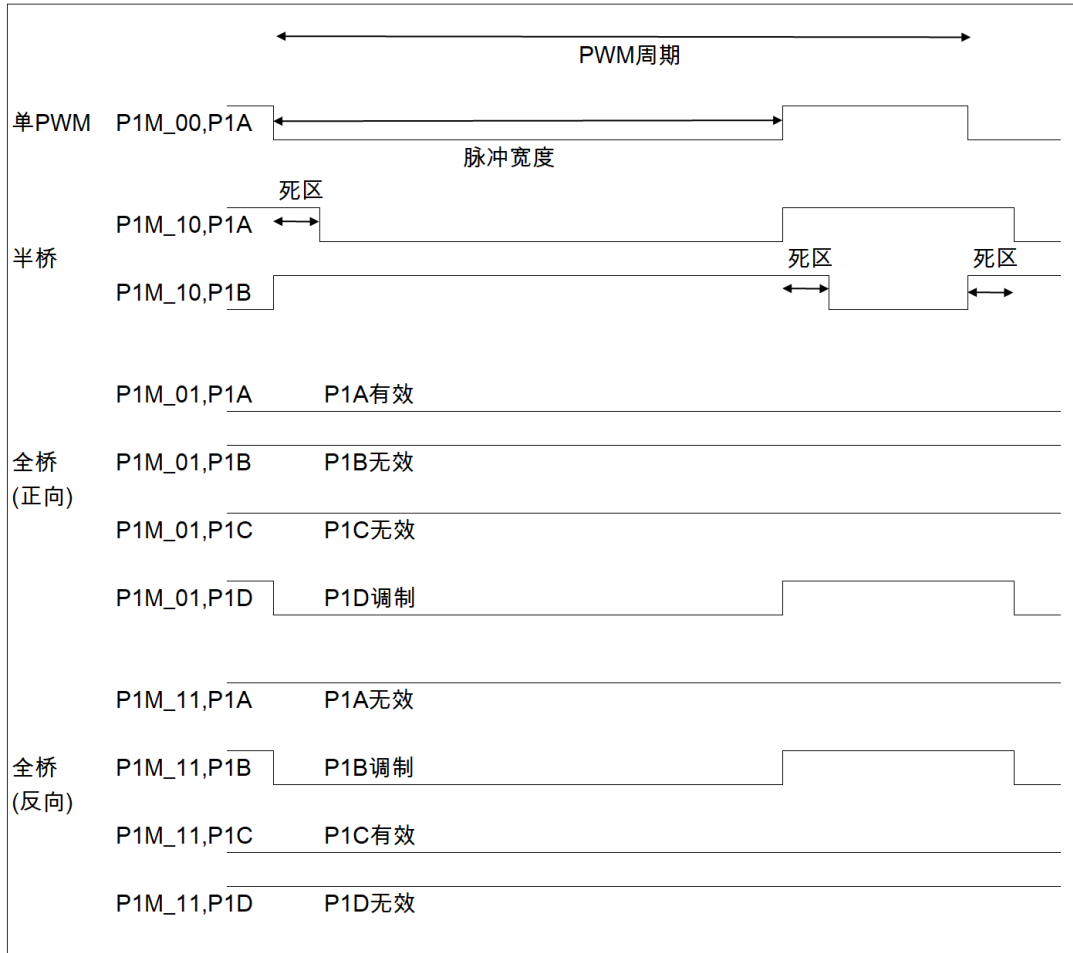 PWM周期
单PWM P1M_00,P1A
脉冲宽度
死区
P1M_10,P1A
半桥
死区 死区
P1M_10,P1B
P1M_01,P1A P1A有效
全桥 P1M_01,P1B P1B无效
(正向)
P1M_01,P1C P1C无效
P1M_01,P1D P1D调制
P1M_11,P1A P1A无效
全桥 P1M_11,P1B P1B调制
(反向)
P1M_11,P1C P1C有效
P1M_11,P1D P1D无效